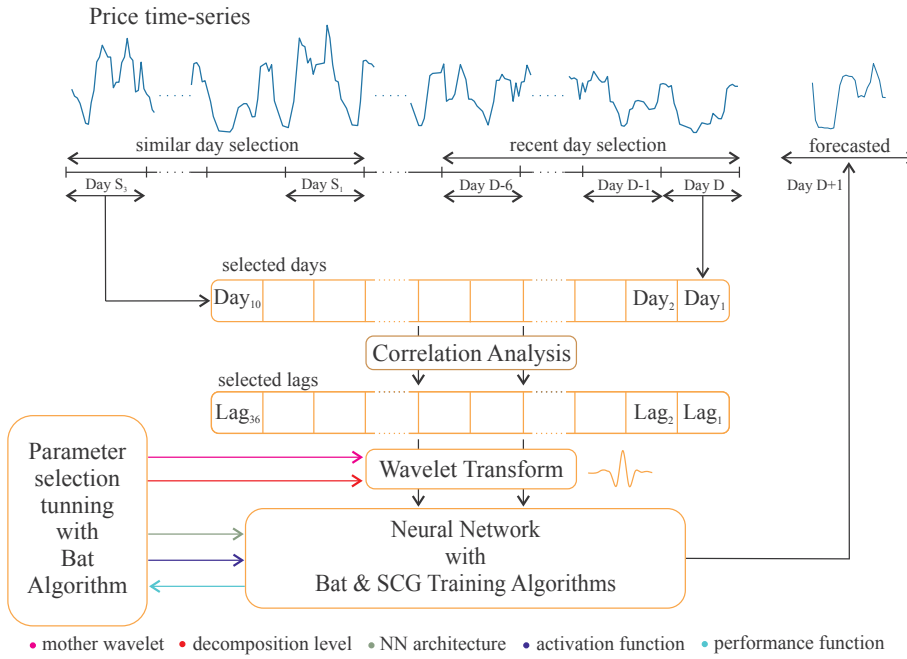 Price time-series
similar day selection
recent day selection
forecasted
Day S₃
Day S₁
Day D-6
Day D-1
Day D
Day D+1
selected days
Day₁₀
Day₂
Day₁
Correlation Analysis
selected lags
Lag₃₆
Lag₂
Lag₁
Parameter
selection
tunning
with
Bat
Algorithm
Wavelet Transform
Neural Network
with
Bat & SCG Training Algorithms
mother wavelet
decomposition level
NN architecture
activation function
performance function